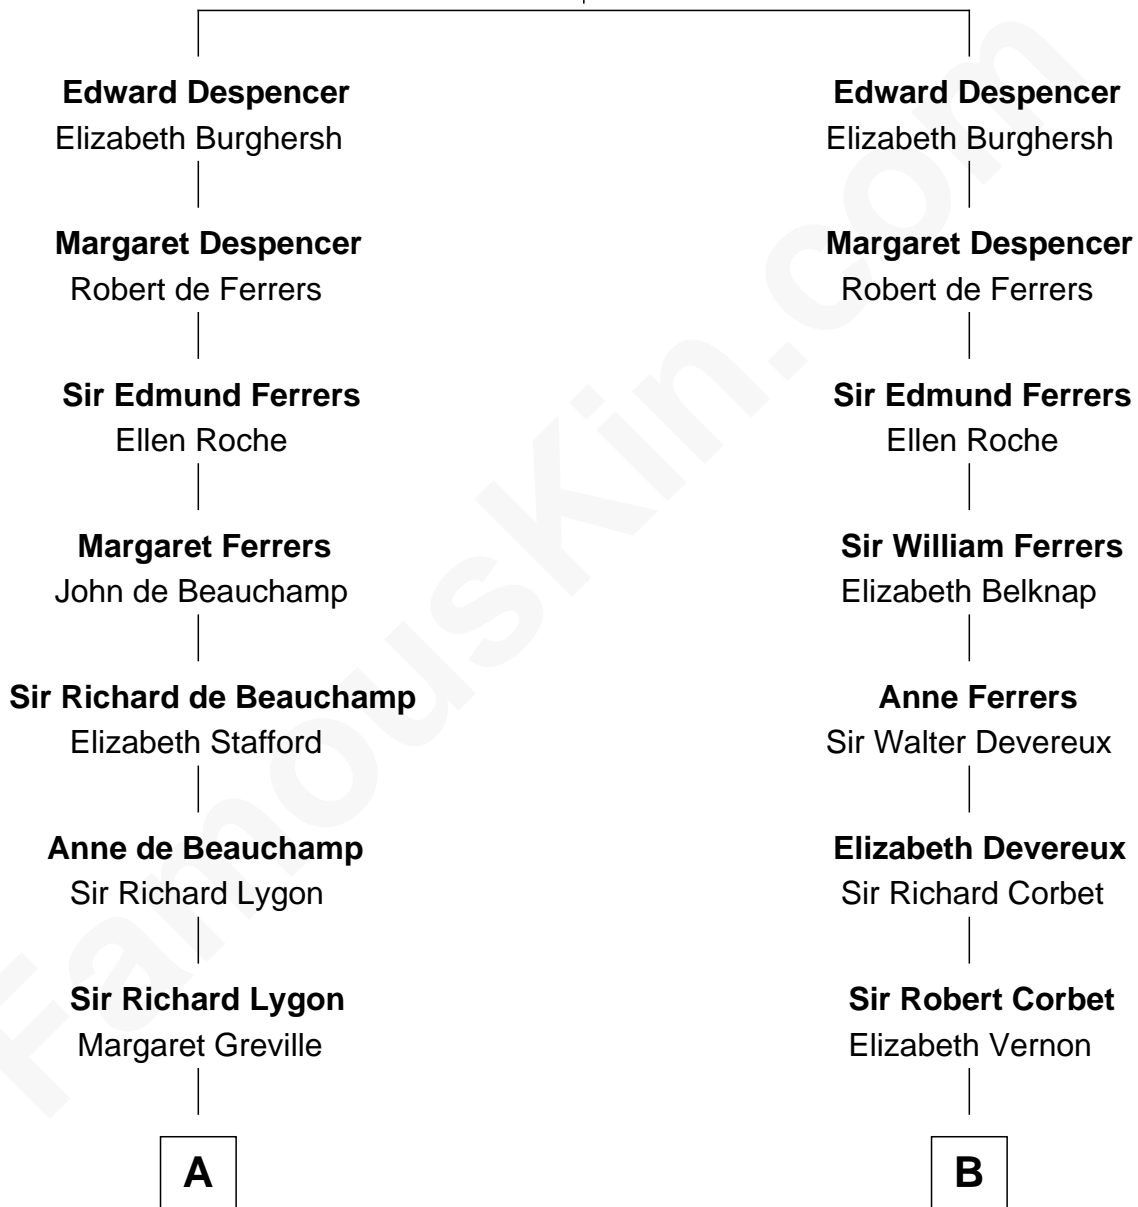 Edward Despencer
Elizabeth Burghersh
Margaret Despencer
Robert de Ferrers
Sir Edmund Ferrers
Ellen Roche
Margaret Ferrers
John de Beauchamp
Sir Richard de Beauchamp
Elizabeth Stafford
Anne de Beauchamp
Sir Richard Lygon
Sir Richard Lygon
Margaret Greville
A
Edward Despencer
Elizabeth Burghersh
Margaret Despencer
Robert de Ferrers
Sir Edmund Ferrers
Ellen Roche
Sir William Ferrers
Elizabeth Belknap
Anne Ferrers
Sir Walter Devereux
Elizabeth Devereux
Sir Richard Corbet
Sir Robert Corbet
Elizabeth Vernon
B
FamousKin.com